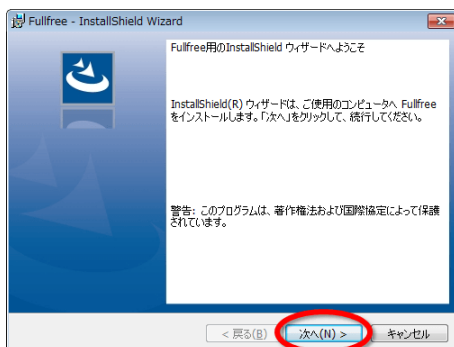 Fullfree - InstallShield Wizard
Fullfree用のInstallShield ウィザードへようこそ
InstallShield(R) ウィザードは、ご使用のコンピュータへ Fullfree
をインストールします。「次へ」をクリックして、続行してください。
警告: このプログラムは、著作権法および国際協定によって保護
されています。
< 戻る(B)
次へ(N) >
キャンセル